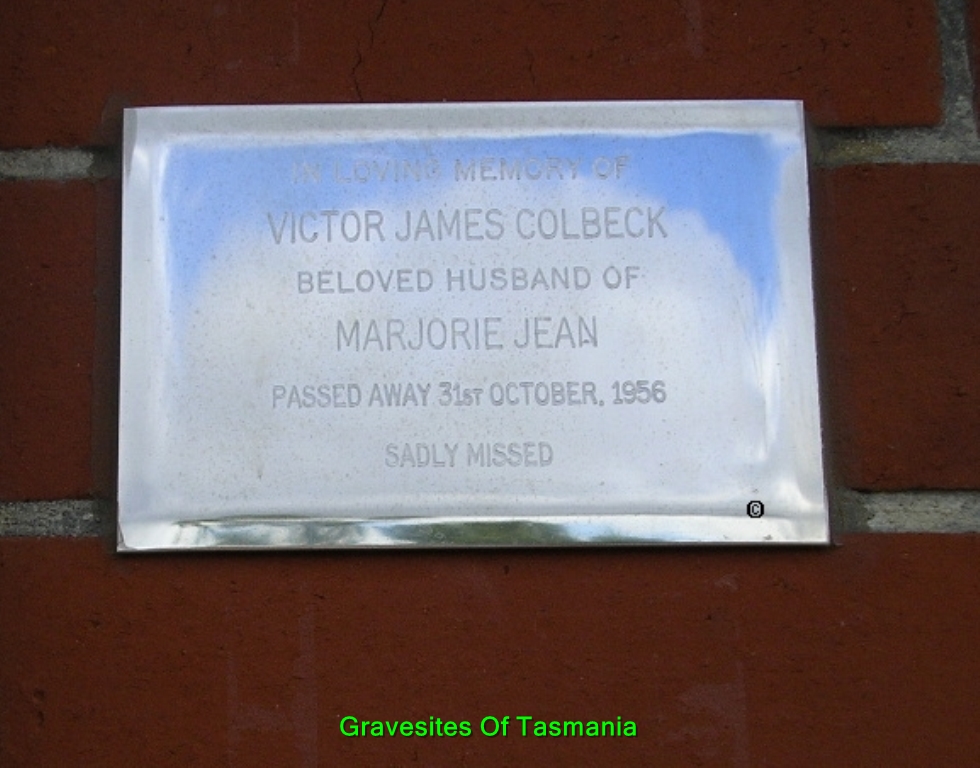 IN LOVING MEMORY OF
VICTOR JAMES COLBECK
BELOVED HUSBAND OF
MARJORIE JEAN
PASSED AWAY 31ST OCTOBER, 1956
SADLY MISSED
©
Gravesites Of Tasmania